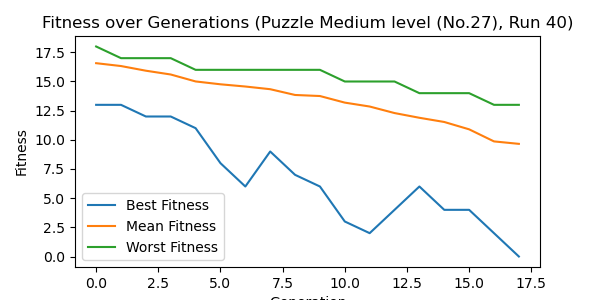 Fitness over Generations (Puzzle Medium level (No.27), Run 40)
Fitness
17.5
15.0
12.5
10.0
7.5
5.0
2.5
0.0
Best Fitness
Mean Fitness
Worst Fitness
0.0 2.5 5.0 7.5 10.0 12.5 15.0 17.5
Generation